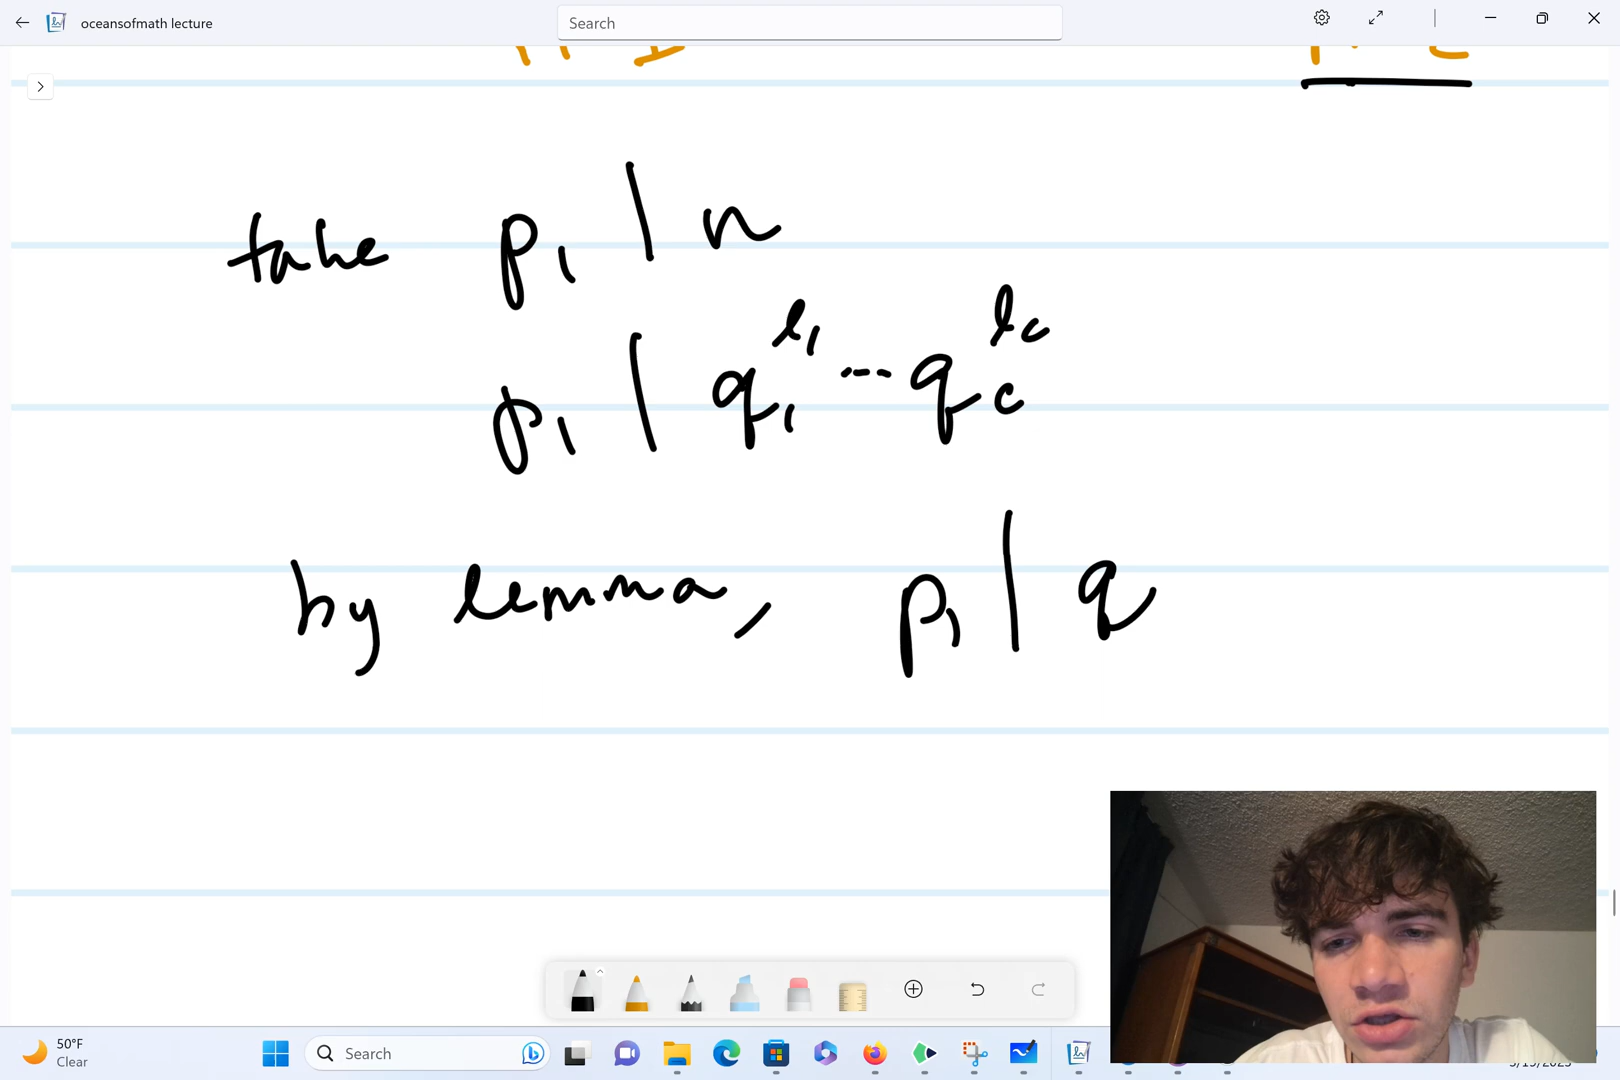 oceansofmath lecture
Search
take p₁ | n
p₁ | q₁^l₁ ... q_c^l_c
by lemma, p₁ | q
50°F
Clear
Search